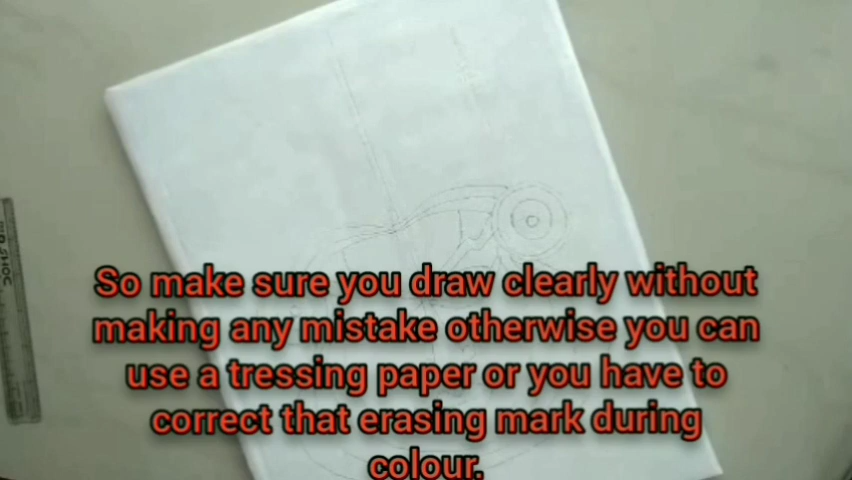 So make sure you draw clearly without
making any mistake otherwise you can
use a tressing paper or you have to
correct that erasing mark during
colour.